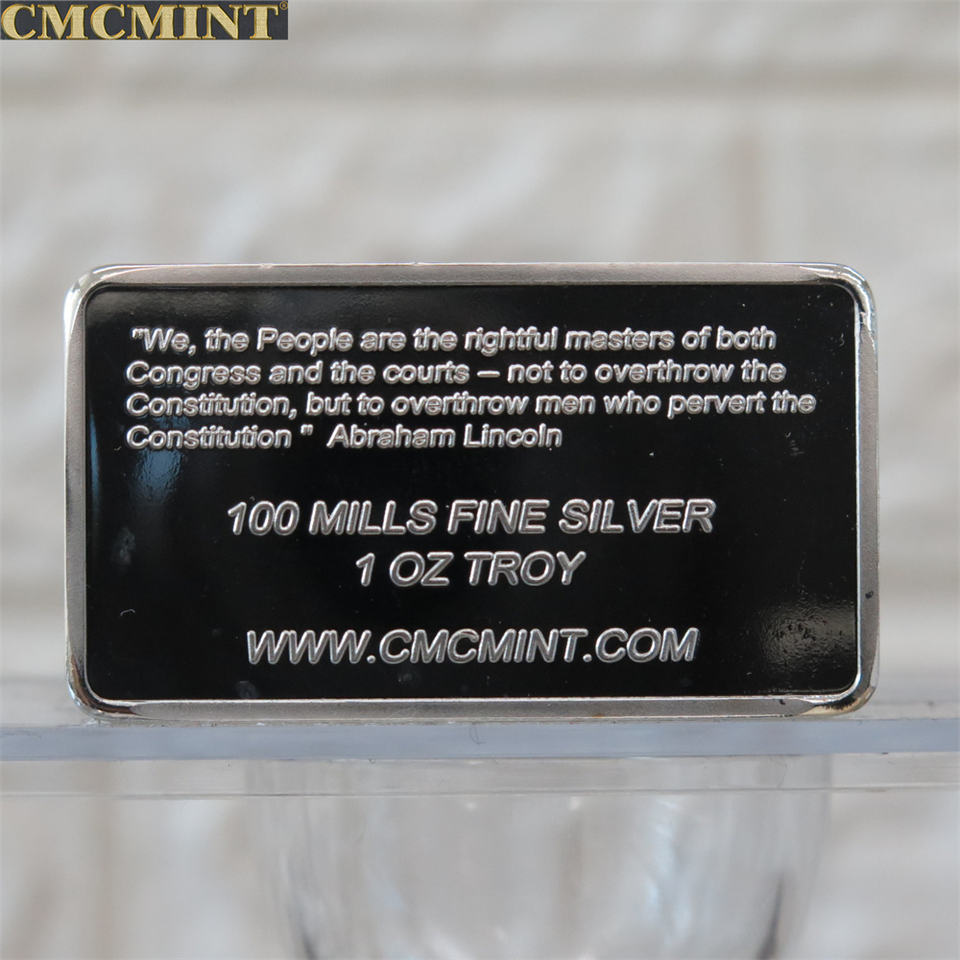 CMCMINT®
"We, the People are the rightful masters of both
Congress and the courts – not to overthrow the
Constitution, but to overthrow men who pervert the
Constitution " Abraham Lincoln
100 MILLS FINE SILVER
1 OZ TROY
WWW.CMCMINT.COM